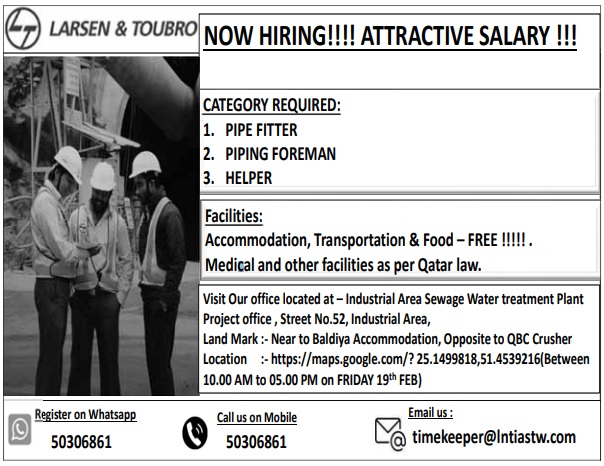 LARSEN & TOUBRO
NOW HIRING!!!! ATTRACTIVE SALARY !!!
CATEGORY REQUIRED:
1. PIPE FITTER
2. PIPING FOREMAN
3. HELPER
Facilities:
Accommodation, Transportation & Food – FREE !!!!! .
Medical and other facilities as per Qatar law.
Visit Our office located at – Industrial Area Sewage Water treatment Plant
Project office , Street No.52, Industrial Area,
Land Mark :- Near to Baldiya Accommodation, Opposite to QBC Crusher
Location :- https://maps.google.com/? 25.1499818,51.4539216(Between
10.00 AM to 05.00 PM on FRIDAY 19th FEB)
Register on Whatsapp
50306861
Call us on Mobile
50306861
Email us :
timekeeper@lntiastw.com